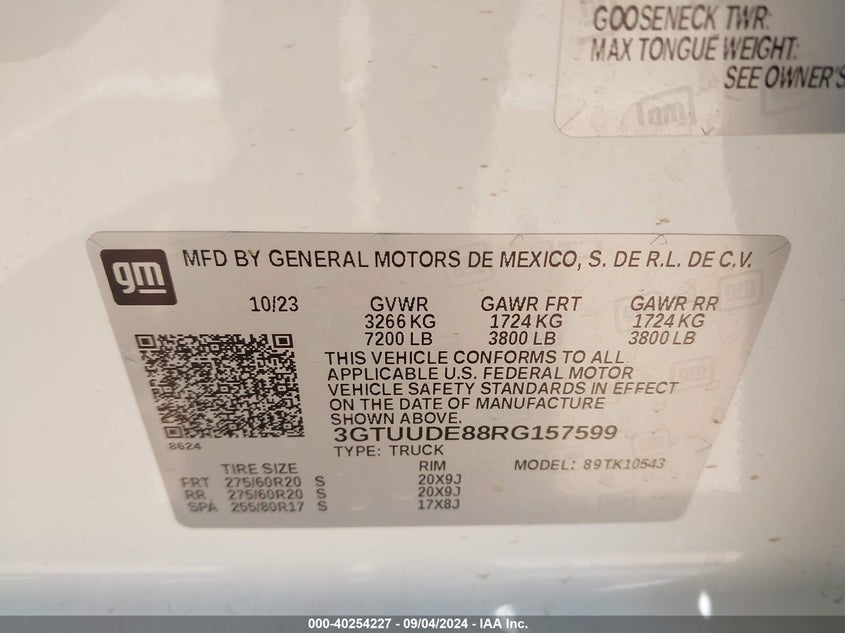 GOOSENECK TWR:
MAX TONGUE WEIGHT:
SEE OWNER'S
gm
gm MFD BY GENERAL MOTORS DE MEXICO, S. DE R.L. DE C.V.
10/23 GVWR GAWR FRT GAWR RR
3266 KG 1724 KG 1724 KG
7200 LB 3800 LB 3800 LB
THIS VEHICLE CONFORMS TO ALL
APPLICABLE U.S. FEDERAL MOTOR
VEHICLE SAFETY STANDARDS IN EFFECT
ON THE DATE OF MANUFACTURE
SHOWN ABOVE.
3GTUUDE88RG157599
8624
TYPE: TRUCK
MODEL: 89TK10543
TIRE SIZE RIM
FRT 275/60R20 S 20X9J
RR 275/60R20 S 20X9J
SPA 255/80R17 S 17X8J
000-40254227 - 09/04/2024 - IAA Inc.